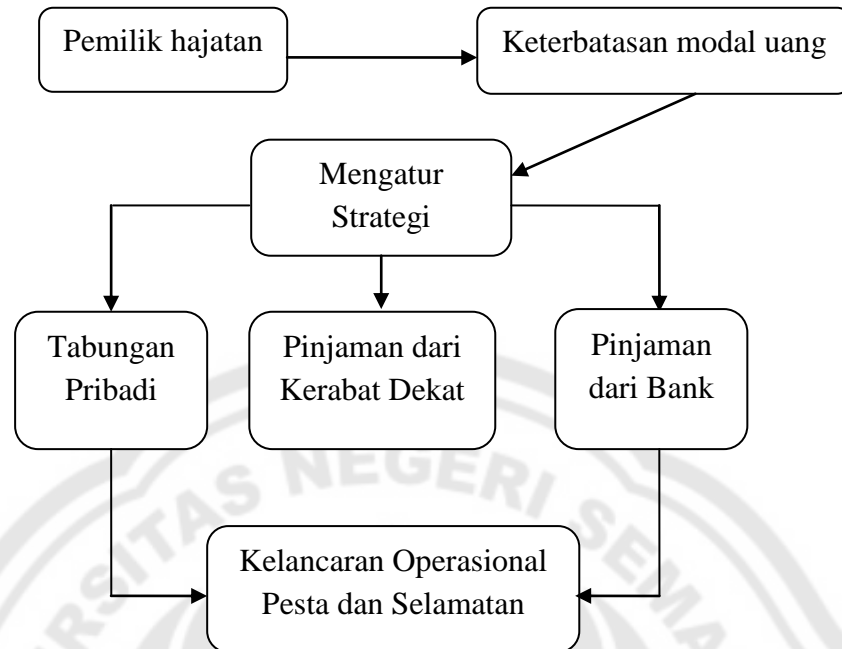 Pemilik hajatan
Keterbatasan modal uang
Mengatur
Strategi
Tabungan
Pribadi
Pinjaman dari
Kerabat Dekat
Pinjaman
dari Bank
Kelancaran Operasional
Pesta dan Selamatan